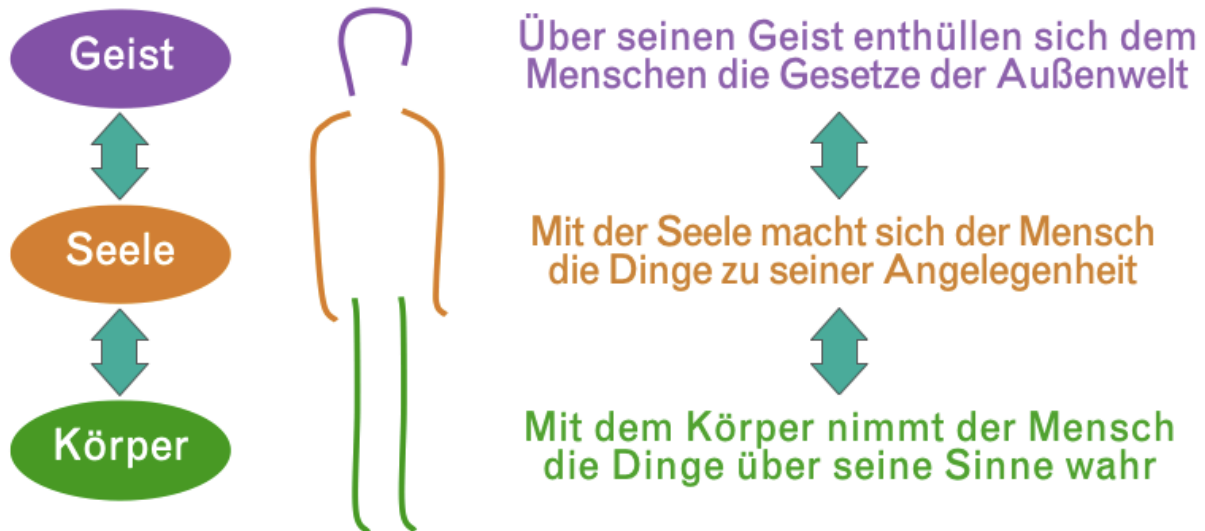 Geist
Über seinen Geist enthüllen sich dem
Menschen die Gesetze der Außenwelt
Seele
Mit der Seele macht sich der Mensch
die Dinge zu seiner Angelegenheit
Körper
Mit dem Körper nimmt der Mensch
die Dinge über seine Sinne wahr